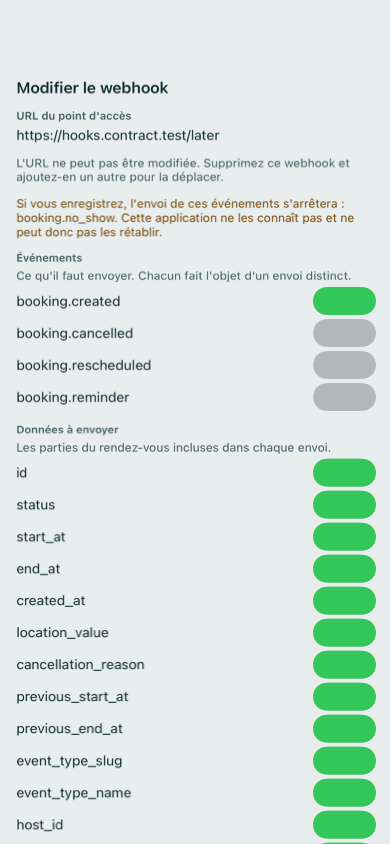 Modifier le webhook
URL du point d'accès
https://hooks.contract.test/later
L'URL ne peut pas être modifiée. Supprimez ce webhook et
ajoutez-en un autre pour la déplacer.
Si vous enregistrez, l'envoi de ces événements s'arrêtera :
booking.no_show. Cette application ne les connaît pas et ne
peut donc pas les rétablir.
Événements
Ce qu'il faut envoyer. Chacun fait l'objet d'un envoi distinct.
booking.created
booking.cancelled
booking.rescheduled
booking.reminder
Données à envoyer
Les parties du rendez-vous incluses dans chaque envoi.
id
status
start_at
end_at
created_at
location_value
cancellation_reason
previous_start_at
previous_end_at
event_type_slug
event_type_name
host_id